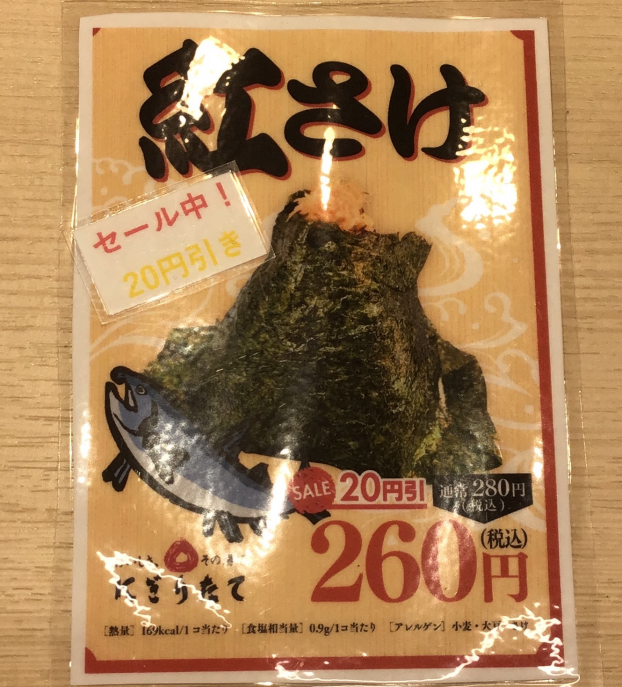 紅さけ
セール中！
20円引き
SALE 20円引 通常 280円
(税込)
260円
(税込)
にぎりたて
［熱量］169kcal/1コ当たり ［食塩相当量］0.9g/1コ当たり ［アレルゲン］小麦・大豆・さけ